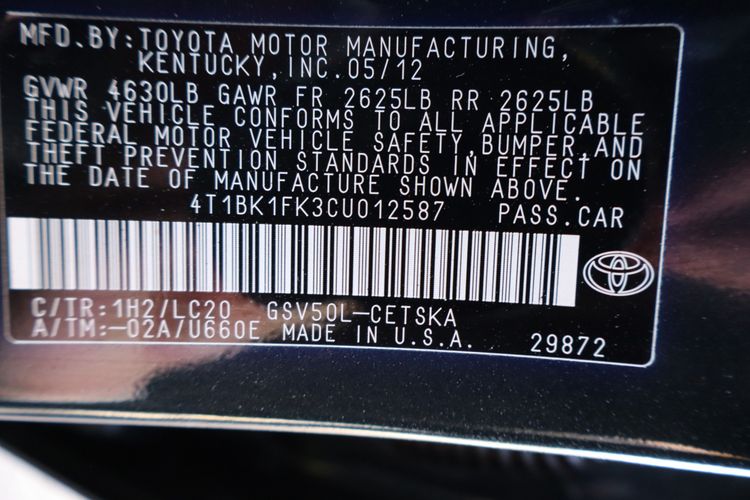 MFD.BY:TOYOTA MOTOR MANUFACTURING,
KENTUCKY,INC.05/12
GVWR 4630LB GAWR FR 2625LB RR 2625LB
THIS VEHICLE CONFORMS TO ALL APPLICABLE
FEDERAL MOTOR VEHICLE SAFETY,BUMPER,AND
THEFT PREVENTION STANDARDS IN EFFECT ON
THE DATE OF MANUFACTURE SHOWN ABOVE.
4T1BK1FK3CU012587 PASS.CAR
C/TR:1H2/LC20 GSV50L-CETSKA
A/TM:-02A/U660E MADE IN U.S.A. 29872